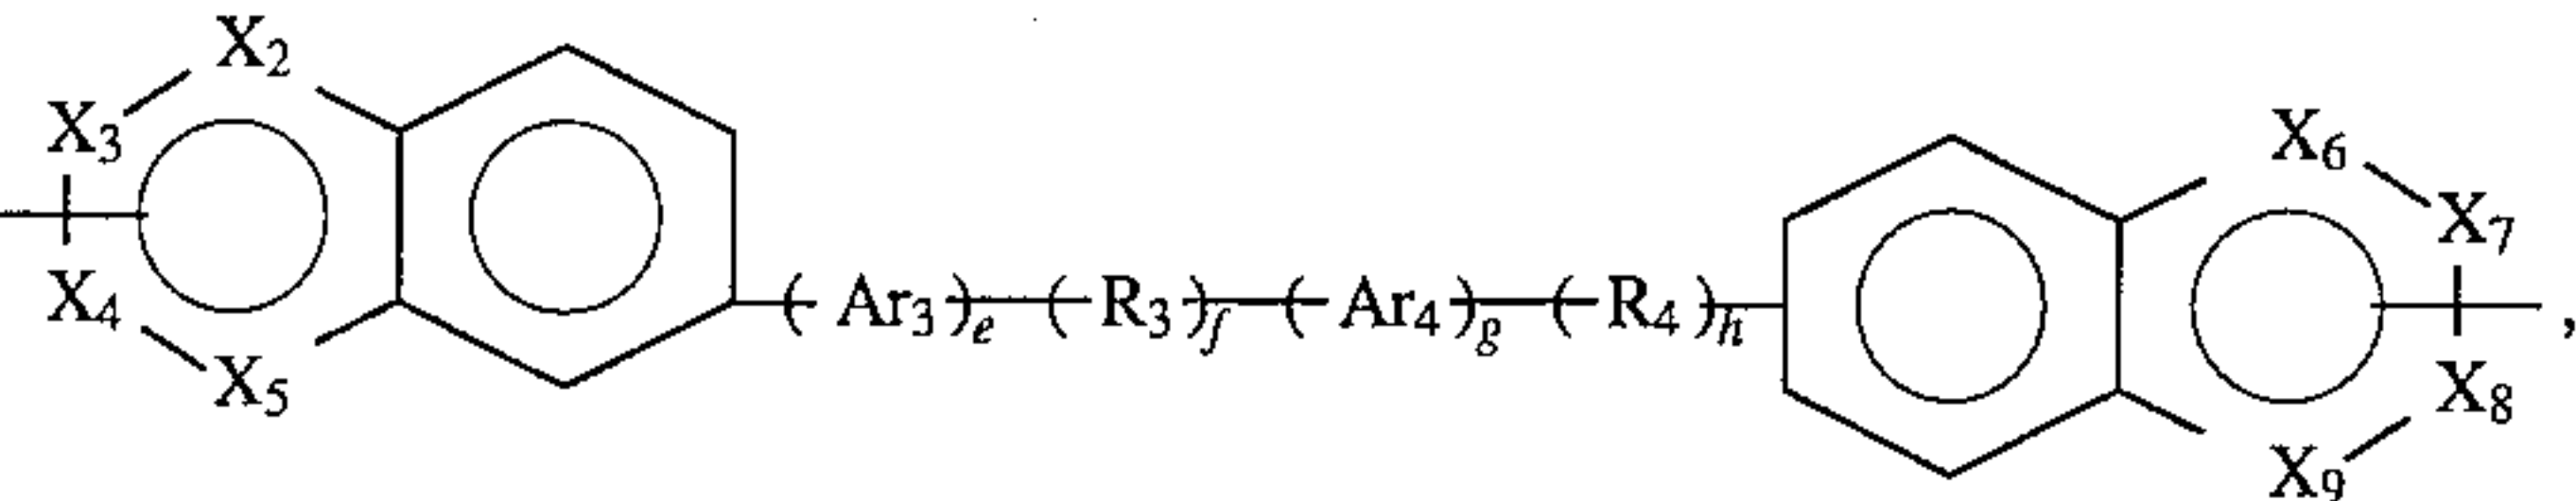 X2
X3
X4
X5
( Ar3 )e ( R3 )f ( Ar4 )g ( R4 )h
X6
X7
X8
X9
,